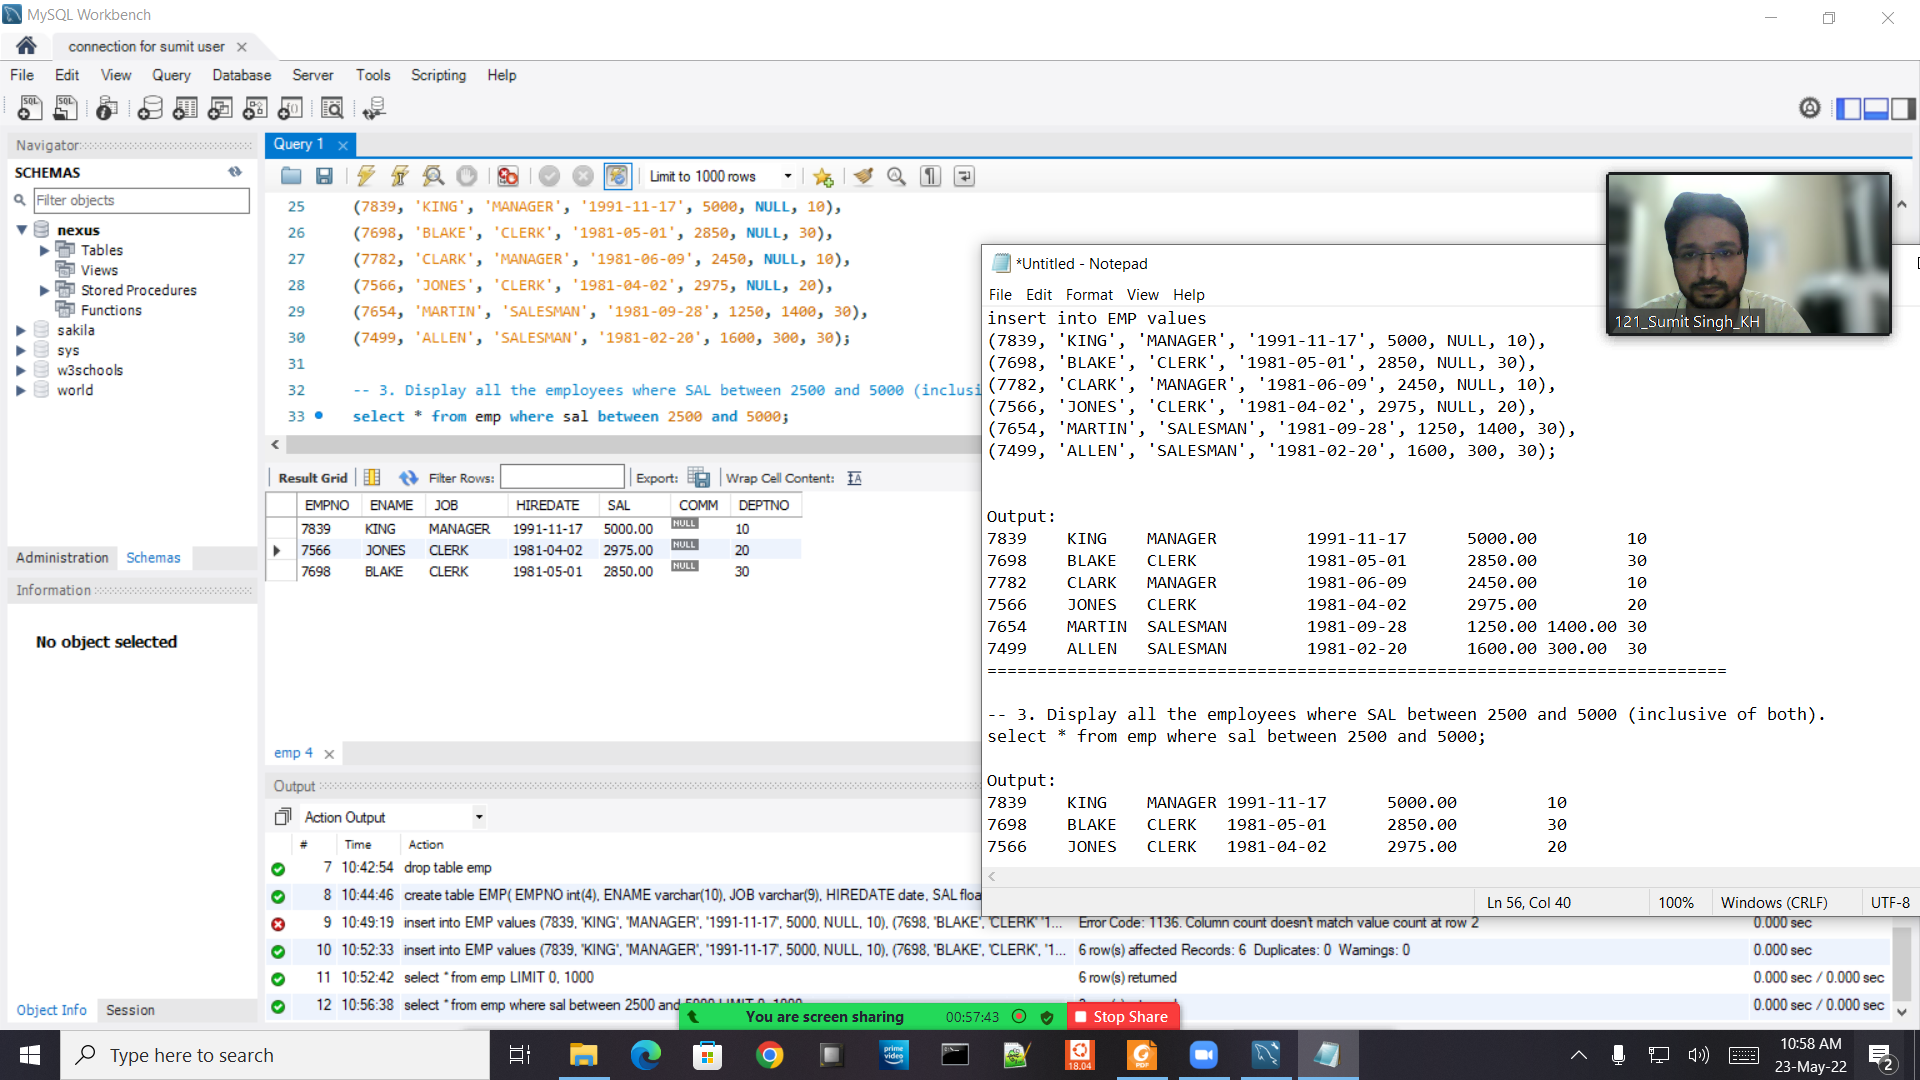 MySQL Workbench
connection for sumit user
File Edit View Query Database Server Tools Scripting Help
Navigator
SCHEMAS
Filter objects
nexus
Tables
Views
Stored Procedures
Functions
sakila
sys
w3schools
world
Administration Schemas
Information
No object selected
Object Info Session
Query 1
Limit to 1000 rows
25 (7839, 'KING', 'MANAGER', '1991-11-17', 5000, NULL, 10),
26 (7698, 'BLAKE', 'CLERK', '1981-05-01', 2850, NULL, 30),
27 (7782, 'CLARK', 'MANAGER', '1981-06-09', 2450, NULL, 10),
28 (7566, 'JONES', 'CLERK', '1981-04-02', 2975, NULL, 20),
29 (7654, 'MARTIN', 'SALESMAN', '1981-09-28', 1250, 1400, 30),
30 (7499, 'ALLEN', 'SALESMAN', '1981-02-20', 1600, 300, 30);
31
32 -- 3. Display all the employees where SAL between 2500 and 5000 (inclusi
33 select * from emp where sal between 2500 and 5000;
Result Grid Filter Rows: Export: Wrap Cell Content:
EMPNO ENAME JOB HIREDATE SAL COMM DEPTNO
7839 KING MANAGER 1991-11-17 5000.00 NULL 10
7566 JONES CLERK 1981-04-02 2975.00 NULL 20
7698 BLAKE CLERK 1981-05-01 2850.00 NULL 30
emp 4
Output
Action Output
# Time Action
7 10:42:54 drop table emp
8 10:44:46 create table EMP( EMPNO int(4), ENAME varchar(10), JOB varchar(9), HIREDATE date, SAL floa
9 10:49:19 insert into EMP values (7839, 'KING', 'MANAGER', '1991-11-17', 5000, NULL, 10), (7698, 'BLAKE', 'CLERK' '1... Error Code: 1136. Column count doesn't match value count at row 2 0.000 sec
10 10:52:33 insert into EMP values (7839, 'KING', 'MANAGER', '1991-11-17', 5000, NULL, 10), (7698, 'BLAKE', 'CLERK', '1... 6 row(s) affected Records: 6 Duplicates: 0 Warnings: 0 0.000 sec
11 10:52:42 select * from emp LIMIT 0, 1000 6 row(s) returned 0.000 sec / 0.000 sec
12 10:56:38 select * from emp where sal between 2500 and 0.000 sec / 0.000 sec
*Untitled - Notepad
File Edit Format View Help
insert into EMP values
(7839, 'KING', 'MANAGER', '1991-11-17', 5000, NULL, 10),
(7698, 'BLAKE', 'CLERK', '1981-05-01', 2850, NULL, 30),
(7782, 'CLARK', 'MANAGER', '1981-06-09', 2450, NULL, 10),
(7566, 'JONES', 'CLERK', '1981-04-02', 2975, NULL, 20),
(7654, 'MARTIN', 'SALESMAN', '1981-09-28', 1250, 1400, 30),
(7499, 'ALLEN', 'SALESMAN', '1981-02-20', 1600, 300, 30);
Output:
7839 KING MANAGER 1991-11-17 5000.00 10
7698 BLAKE CLERK 1981-05-01 2850.00 30
7782 CLARK MANAGER 1981-06-09 2450.00 10
7566 JONES CLERK 1981-04-02 2975.00 20
7654 MARTIN SALESMAN 1981-09-28 1250.00 1400.00 30
7499 ALLEN SALESMAN 1981-02-20 1600.00 300.00 30
==========================================================================
-- 3. Display all the employees where SAL between 2500 and 5000 (inclusive of both).
select * from emp where sal between 2500 and 5000;
Output:
7839 KING MANAGER 1991-11-17 5000.00 10
7698 BLAKE CLERK 1981-05-01 2850.00 30
7566 JONES CLERK 1981-04-02 2975.00 20
Ln 56, Col 40 100% Windows (CRLF) UTF-8
121_Sumit Singh_KH
You are screen sharing 00:57:43 Stop Share
Type here to search
prime video
18.04
PDF
10:58 AM
23-May-22
2